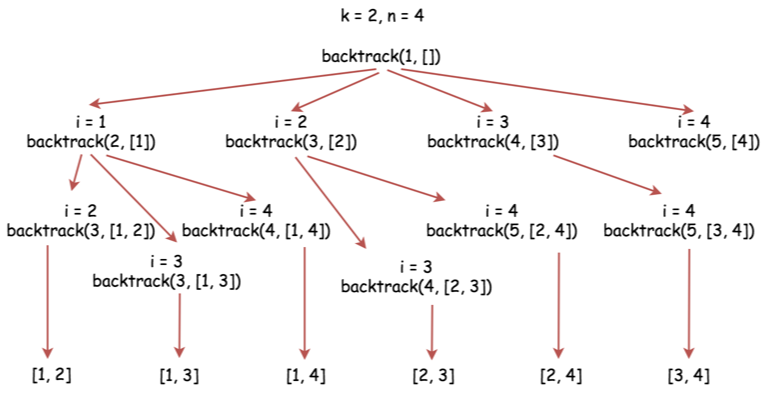 k = 2, n = 4
backtrack(1, [])
i = 1
backtrack(2, [1])
i = 2
backtrack(3, [2])
i = 3
backtrack(4, [3])
i = 4
backtrack(5, [4])
i = 2
backtrack(3, [1, 2])
i = 3
backtrack(3, [1, 3])
i = 4
backtrack(4, [1, 4])
i = 3
backtrack(4, [2, 3])
i = 4
backtrack(5, [2, 4])
i = 4
backtrack(5, [3, 4])
[1, 2]
[1, 3]
[1, 4]
[2, 3]
[2, 4]
[3, 4]